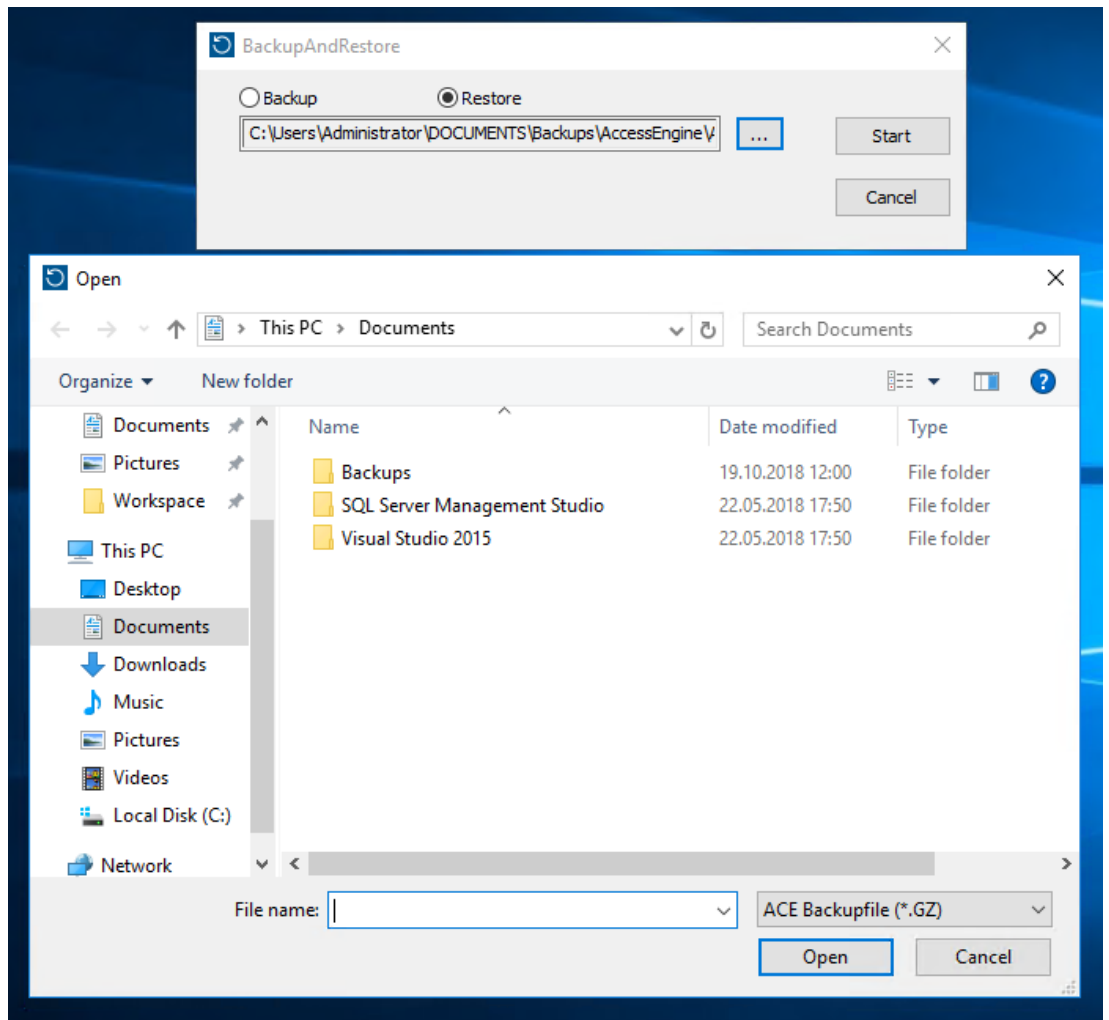 BackupAndRestore
Backup Restore
C:\Users\Administrator\DOCUMENTS\Backups\AccessEngine\A ... Start
Cancel
Open
This PC > Documents Search Documents
Organize New folder
Documents Name Date modified Type
Pictures Backups 19.10.2018 12:00 File folder
Workspace SQL Server Management Studio 22.05.2018 17:50 File folder
This PC Visual Studio 2015 22.05.2018 17:50 File folder
Desktop
Documents
Downloads
Music
Pictures
Videos
Local Disk (C:)
Network
File name: ACE Backupfile (*.GZ)
Open Cancel